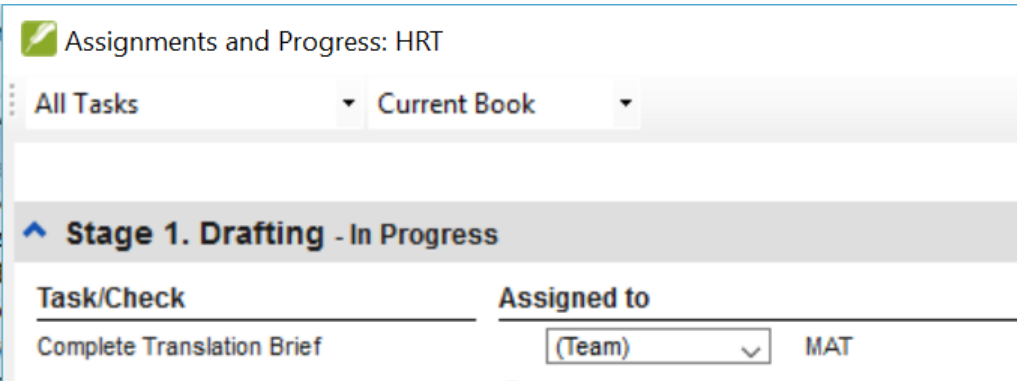 Assignments and Progress: HRT
All Tasks Current Book
Stage 1. Drafting - In Progress
Task/Check Assigned to
Complete Translation Brief (Team) MAT